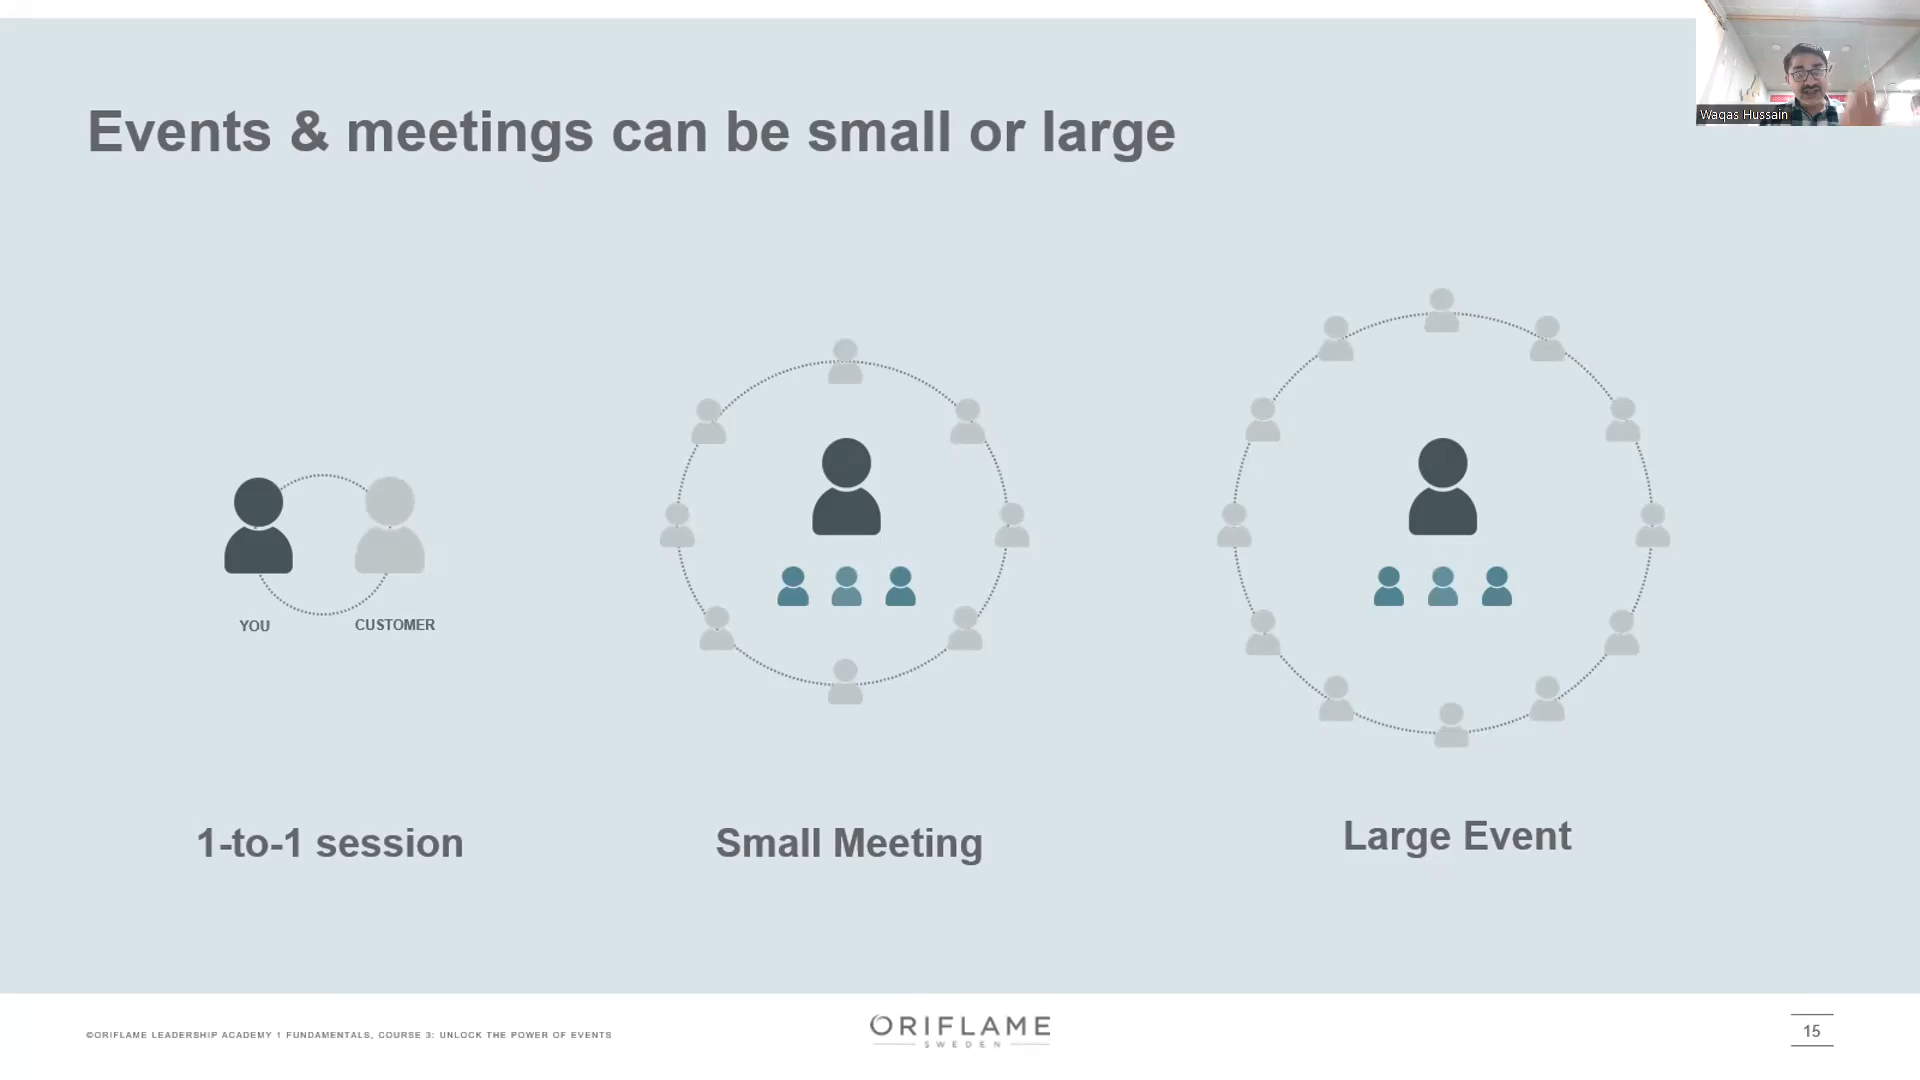 Waqas Hussain
Events & meetings can be small or large
YOU
CUSTOMER
1-to-1 session
Small Meeting
Large Event
©ORIFLAME LEADERSHIP ACADEMY 1 FUNDAMENTALS, COURSE 3: UNLOCK THE POWER OF EVENTS
ORIFLAME
SWEDEN
15